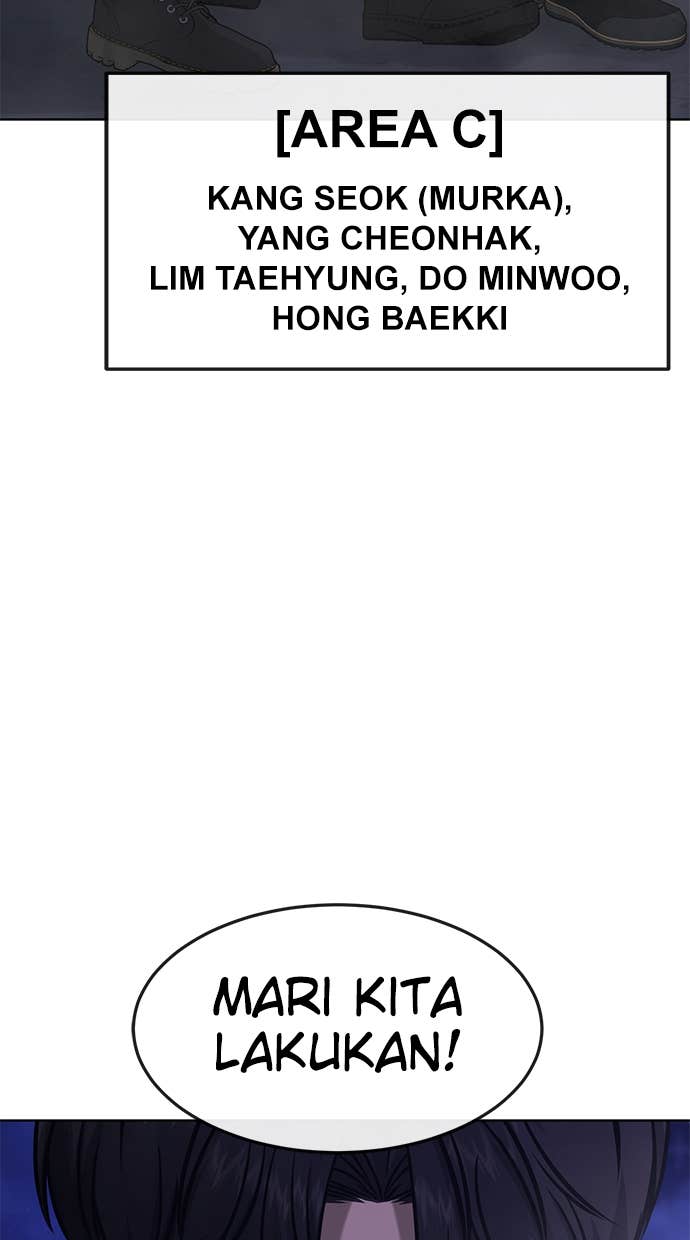 [AREA C]
KANG SEOK (MURKA),
YANG CHEONHAK,
LIM TAEHYUNG, DO MINWOO,
HONG BAEKKI
MARI KITA
LAKUKAN!